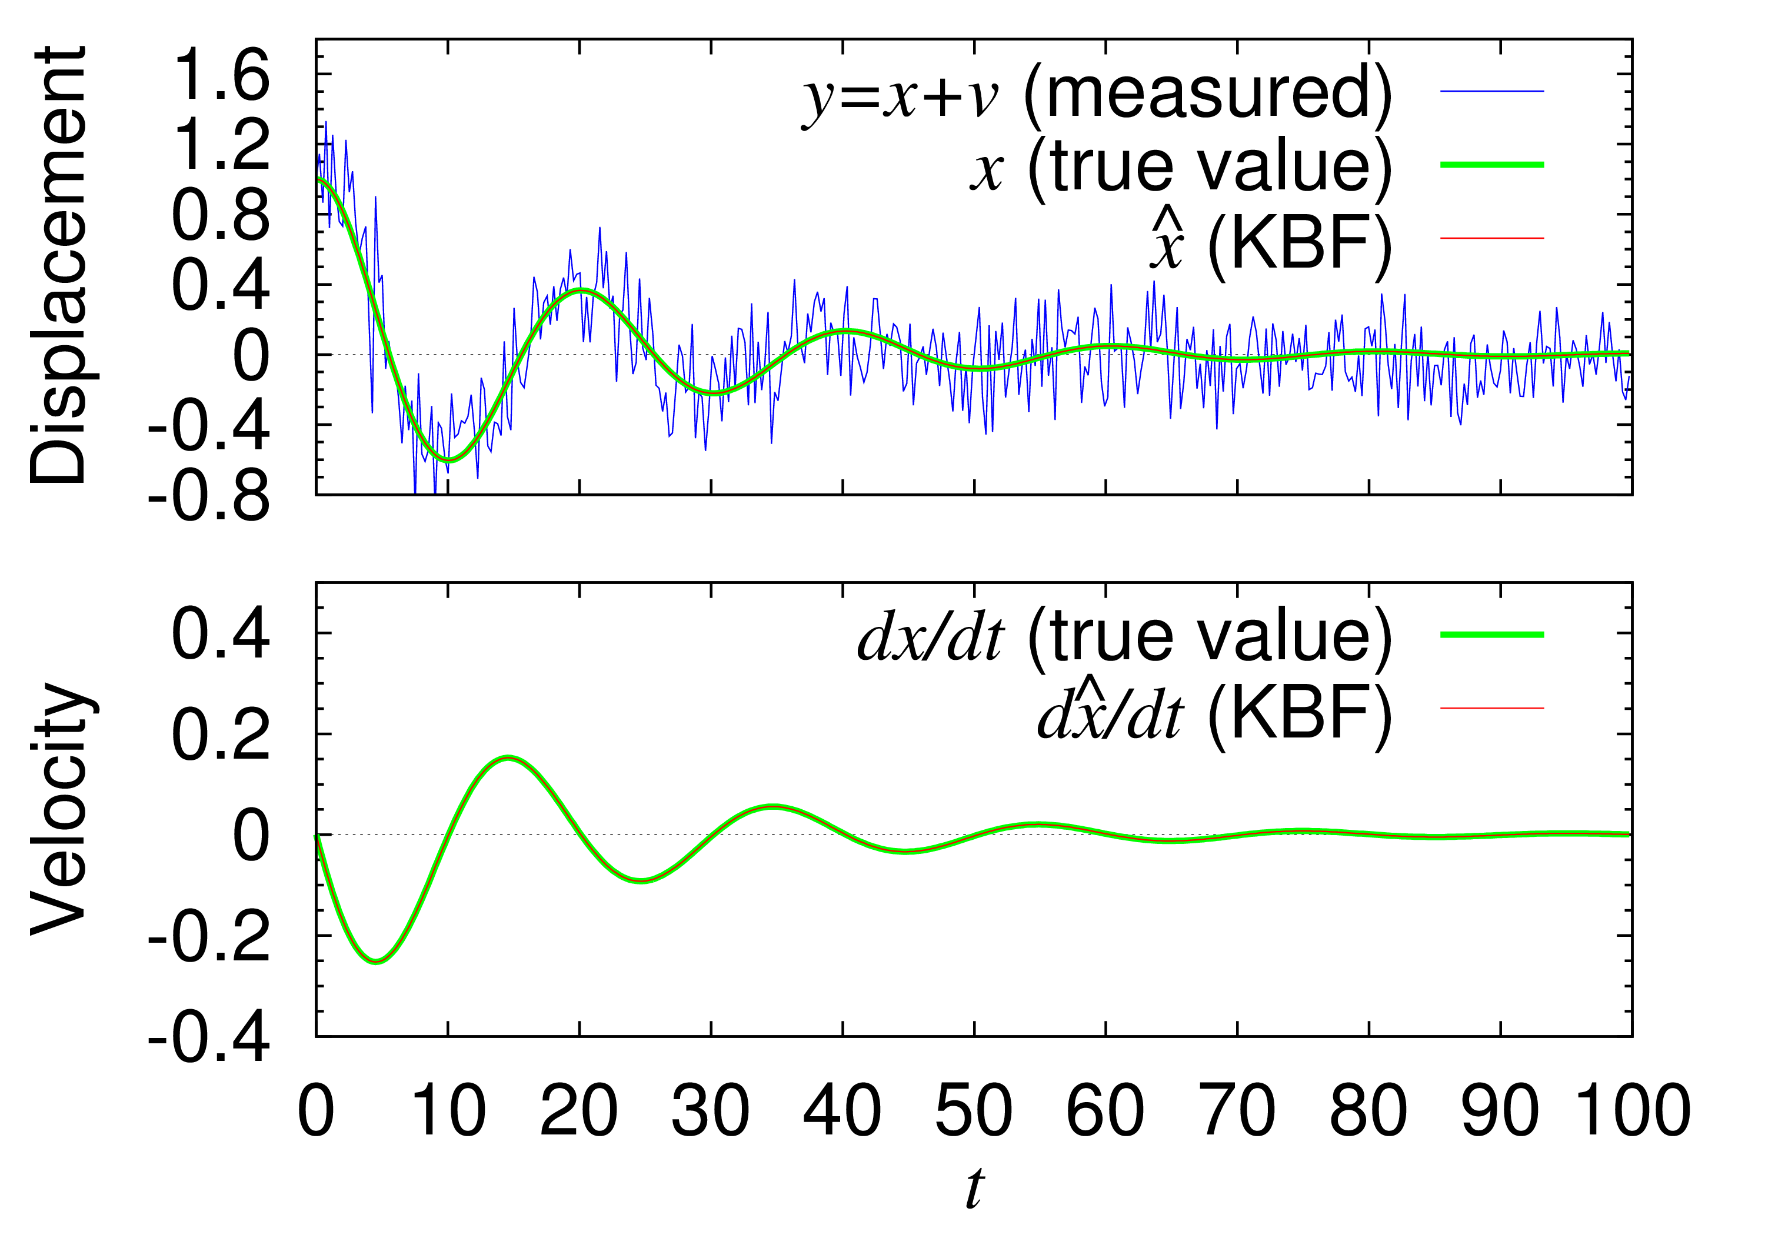 Displacement
1.6
1.2
0.8
0.4
0
-0.4
-0.8
y=x+v (measured)
x (true value)
x̂ (KBF)
Velocity
0.4
0.2
0
-0.2
-0.4
dx/dt (true value)
dx̂/dt (KBF)
0 10 20 30 40 50 60 70 80 90 100
t